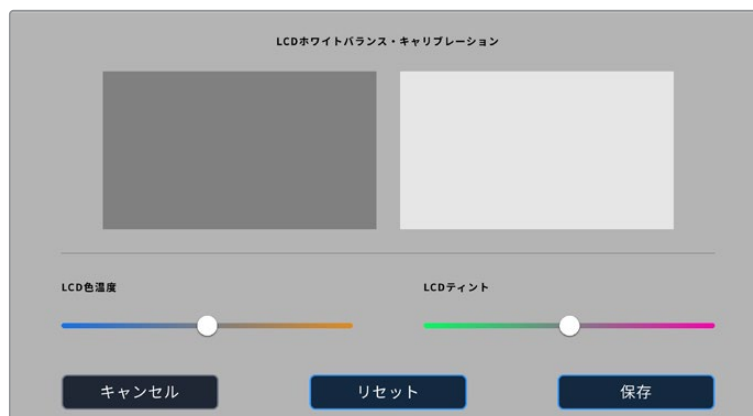 LCDホワイトバランス・キャリブレーション
LCD色温度
LCDティント
キャンセル
リセット
保存